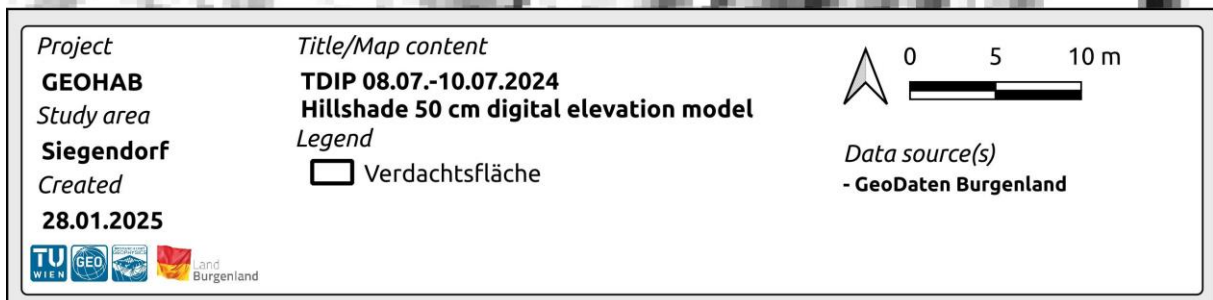 Project
GEOHAB
Study area
Siegendorf
Created
28.01.2025
TU
WIEN
GEO
Land
Burgenland
Title/Map content
TDIP 08.07.-10.07.2024
Hillshade 50 cm digital elevation model
Legend
Verdachtsfläche
0 5 10 m
Data source(s)
- GeoDaten Burgenland